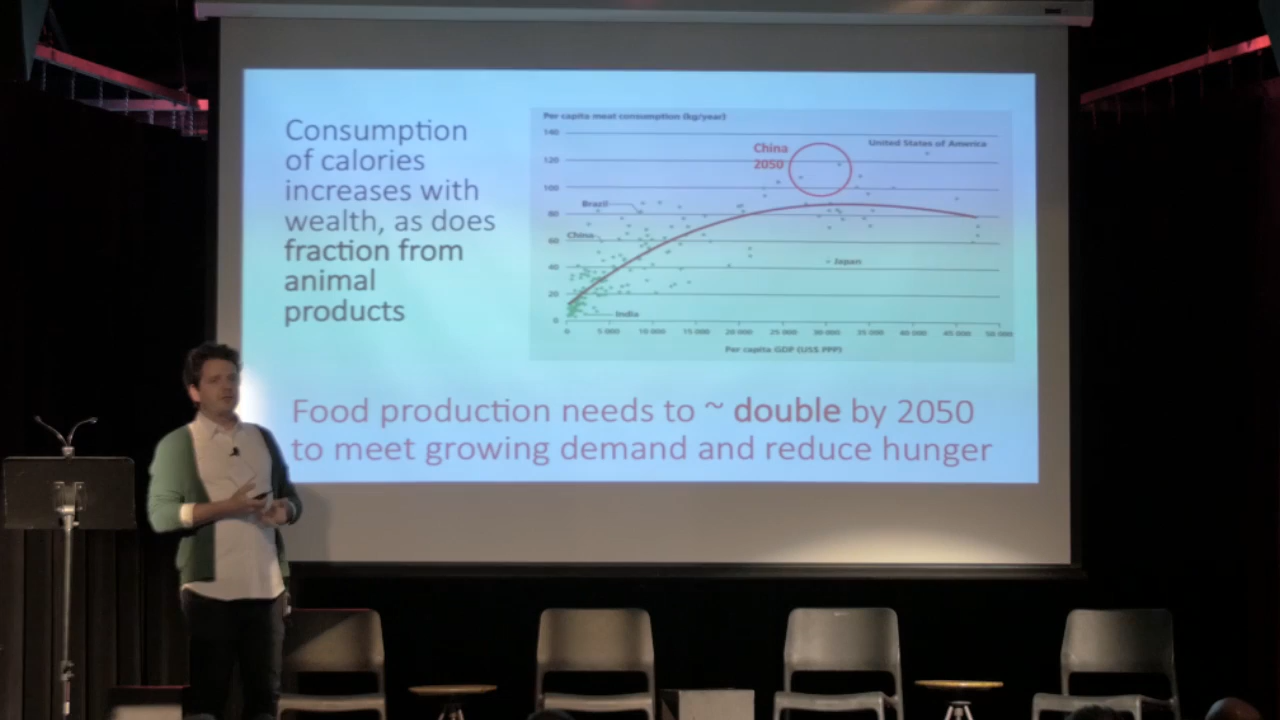 Consumption
of calories
increases with
wealth, as does
fraction from
animal
products
Per capita meat consumption (kg/year)
140
120
100
80
60
40
20
0
China
2050
United States of America
Brazil
China
Japan
India
0 5 000 10 000 15 000 20 000 25 000 30 000 35 000 40 000 45 000 50 000
Per capita GDP (US$ PPP)
Food production needs to ~ double by 2050
to meet growing demand and reduce hunger